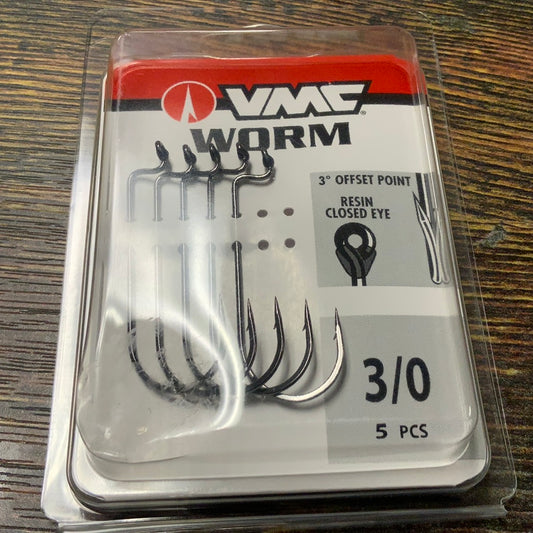 VMC®
WORM
3° OFFSET POINT
RESIN
CLOSED EYE
3/0
5 PCS